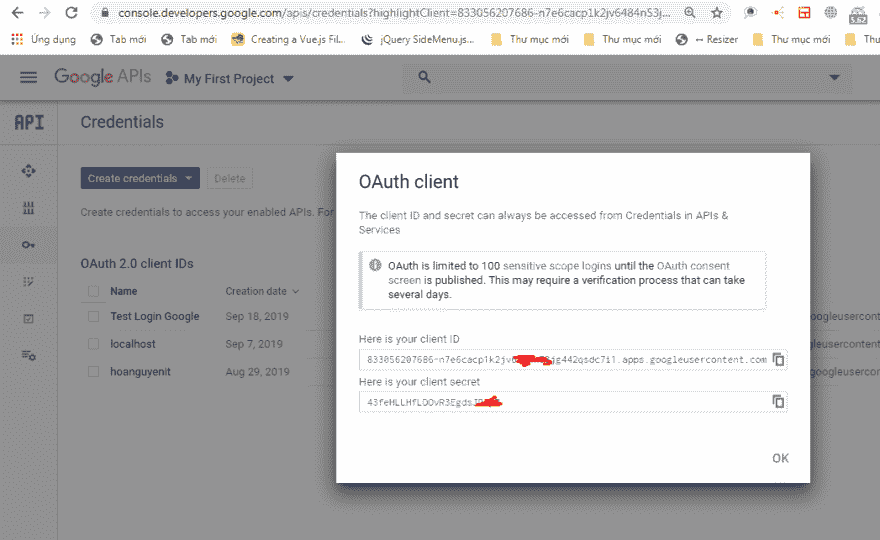 console.developers.google.com/apis/credentials?highlightClient=833056207686-n7e6cacp1k2jv6484nS3j...
Ứng dụng Tab mới Tab mới Creating a Vue.js Fil... jQuery SideMenu.js... Thư mục mới Thư mục mới ↔ Resizer Thư mục mới Thư
5.62
Google APIs My First Project
API Credentials
Create credentials Delete
Create credentials to access your enabled APIs. For
OAuth 2.0 client IDs
Name Creation date
Test Login Google Sep 18, 2019 ogleusercont
localhost Sep 7, 2019 googleusercontent
hoanguyenit Aug 29, 2019 ogleusercont
OAuth client
The client ID and secret can always be accessed from Credentials in APIs &
Services
OAuth is limited to 100 sensitive scope logins until the OAuth consent
screen is published. This may require a verification process that can take
several days.
Here is your client ID
833056207686-n7e6cacp1k2jv jg442qsdc7i1.apps.googleusercontent.com
Here is your client secret
43feHLLHfLDOvR3Egds
OK